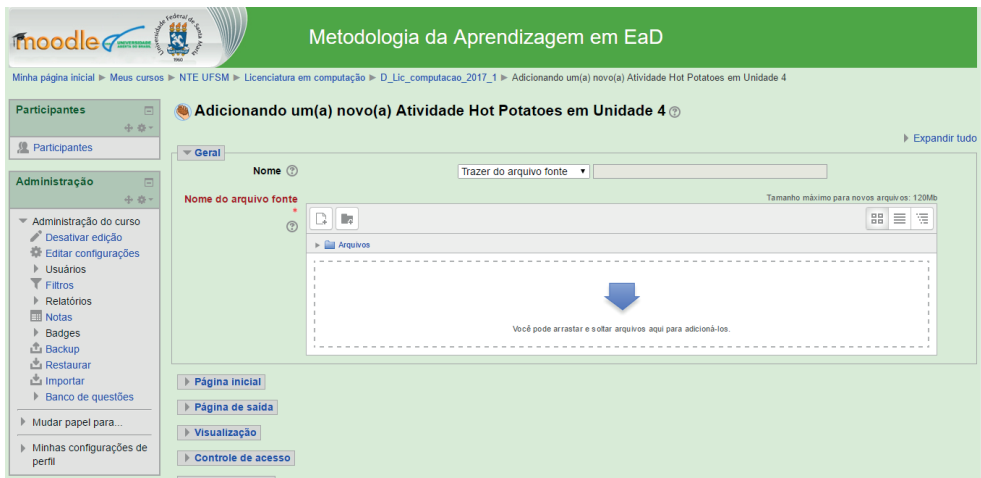 moodle
Universidade Federal de Santa Maria
1960
Metodologia da Aprendizagem em EaD
Minha página inicial ► Meus cursos ► NTE UFSM ► Licenciatura em computação ► D_Lic_computacao_2017_1 ► Adicionando um(a) novo(a) Atividade Hot Potatoes em Unidade 4
Participantes
Participantes
Administração
Administração do curso
Desativar edição
Editar configurações
Usuários
Filtros
Relatórios
Notas
Badges
Backup
Restaurar
Importar
Banco de questões
Mudar papel para...
Minhas configurações de
perfil
Adicionando um(a) novo(a) Atividade Hot Potatoes em Unidade 4
Expandir tudo
Geral
Nome
Trazer do arquivo fonte
Nome do arquivo fonte
*
Tamanho máximo para novos arquivos: 120Mb
Arquivos
Você pode arrastar e soltar arquivos aqui para adicioná-los.
Página inicial
Página de saída
Visualização
Controle de acesso